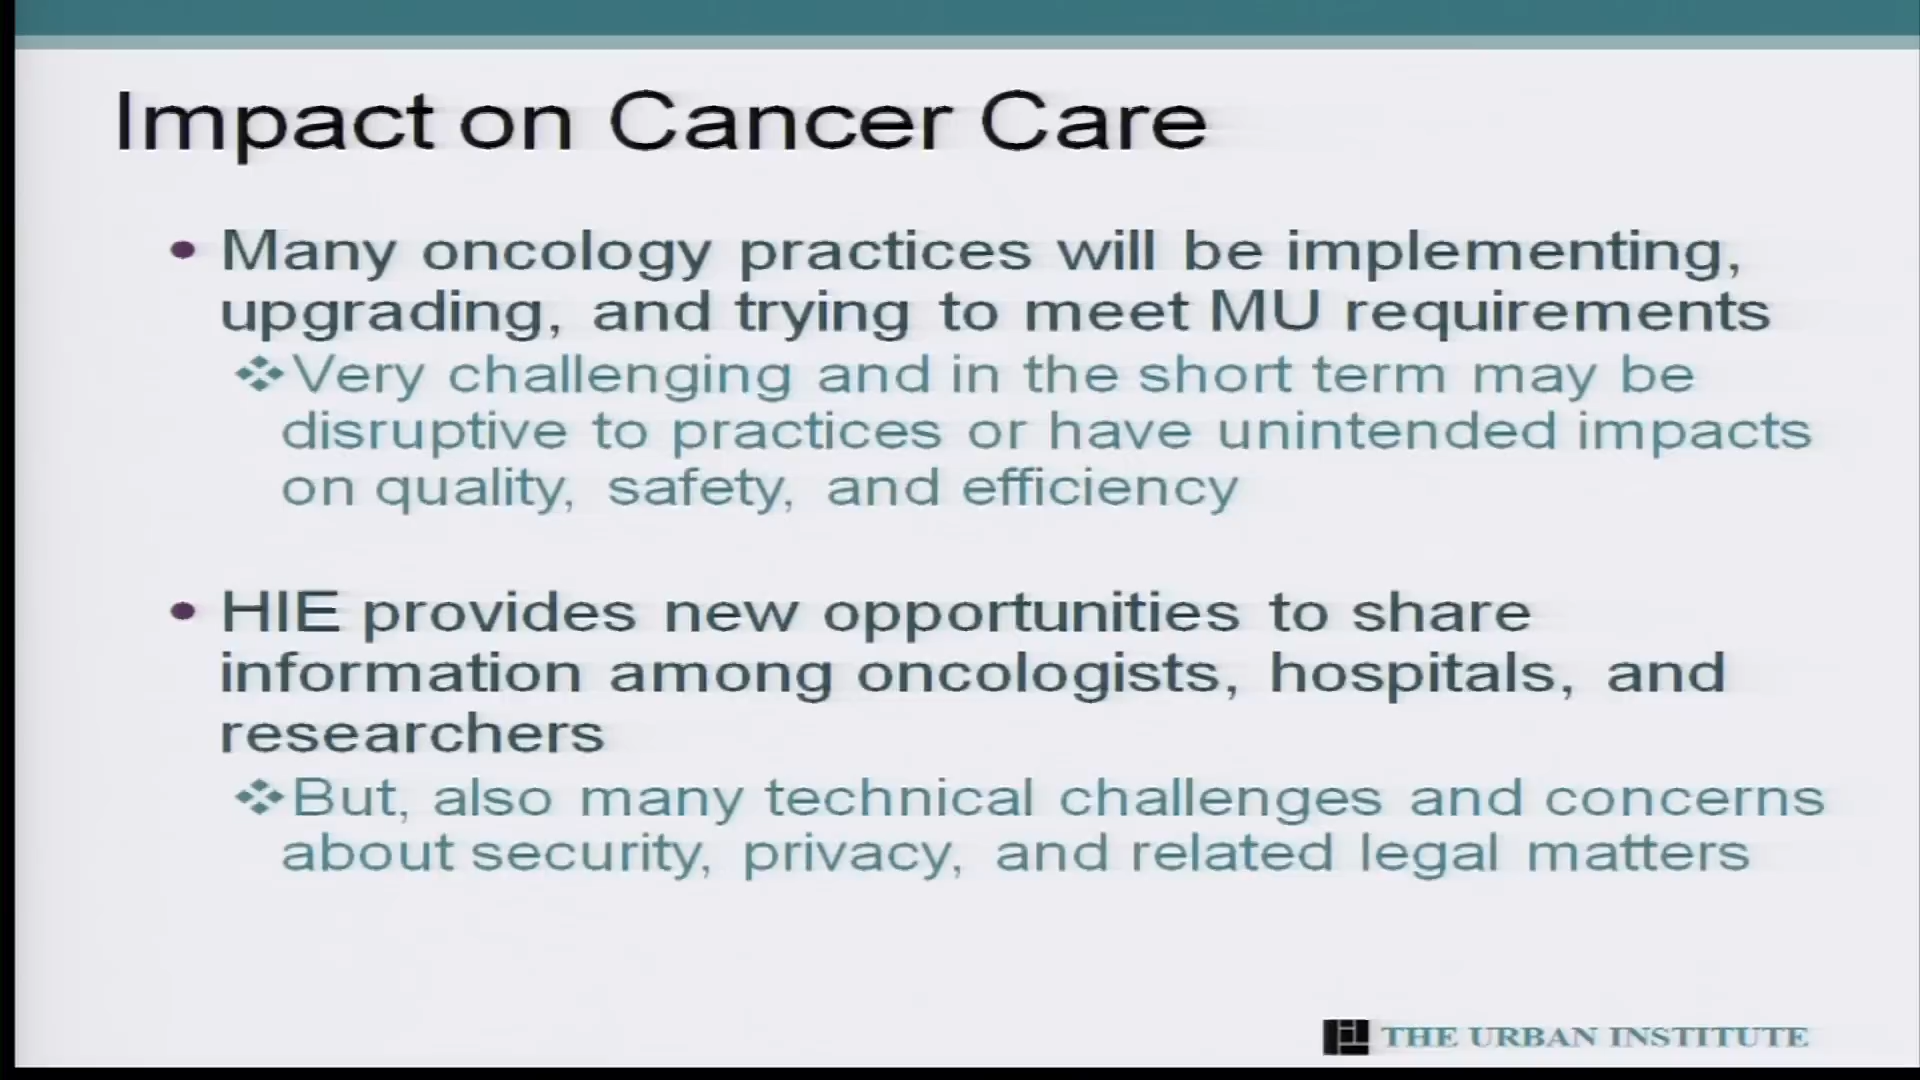 Impact on Cancer Care
• Many oncology practices will be implementing,
upgrading, and trying to meet MU requirements
❖Very challenging and in the short term may be
disruptive to practices or have unintended impacts
on quality, safety, and efficiency
• HIE provides new opportunities to share
information among oncologists, hospitals, and
researchers
❖But, also many technical challenges and concerns
about security, privacy, and related legal matters
THE URBAN INSTITUTE